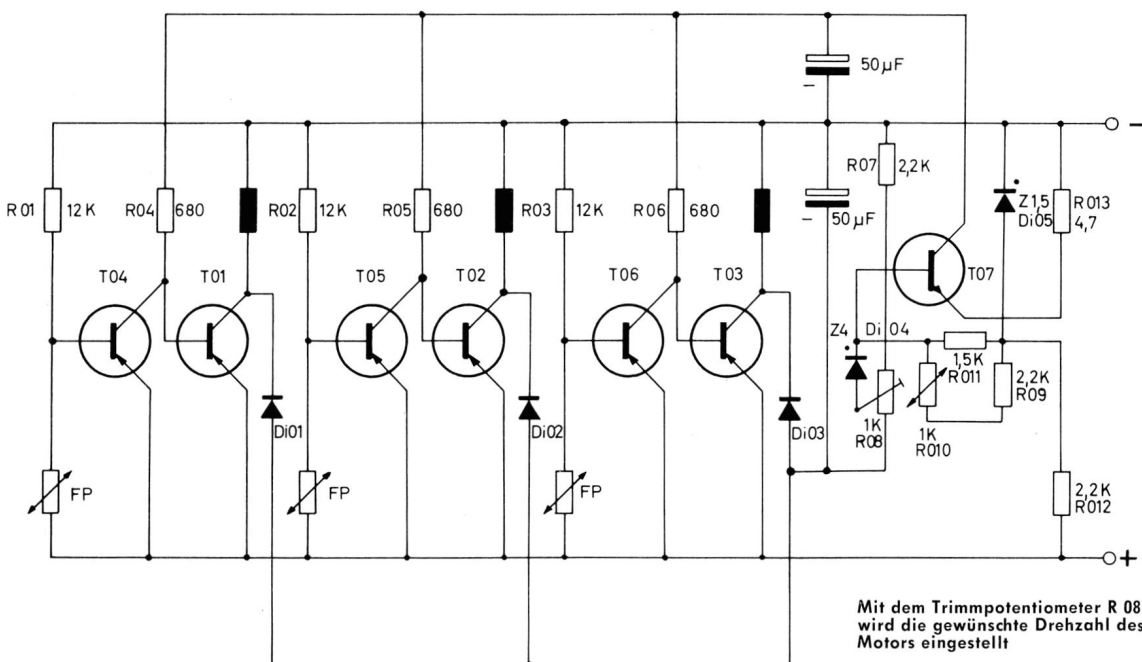 50µF
−
−
R01
12K
R04
680
R02
12K
R05
680
R03
12K
R06
680
−
50µF
R07
2,2K
Z1,5
Di05
R013
4,7
T04
T01
T05
T02
T06
T03
T07
Z4
Di04
1,5K
R011
2,2K
R09
Di01
Di02
Di03
1K
R08
1K
R010
FP
FP
FP
2,2K
R012
+
Mit dem Trimmpotentiometer R 08
wird die gewünschte Drehzahl des
Motors eingestellt